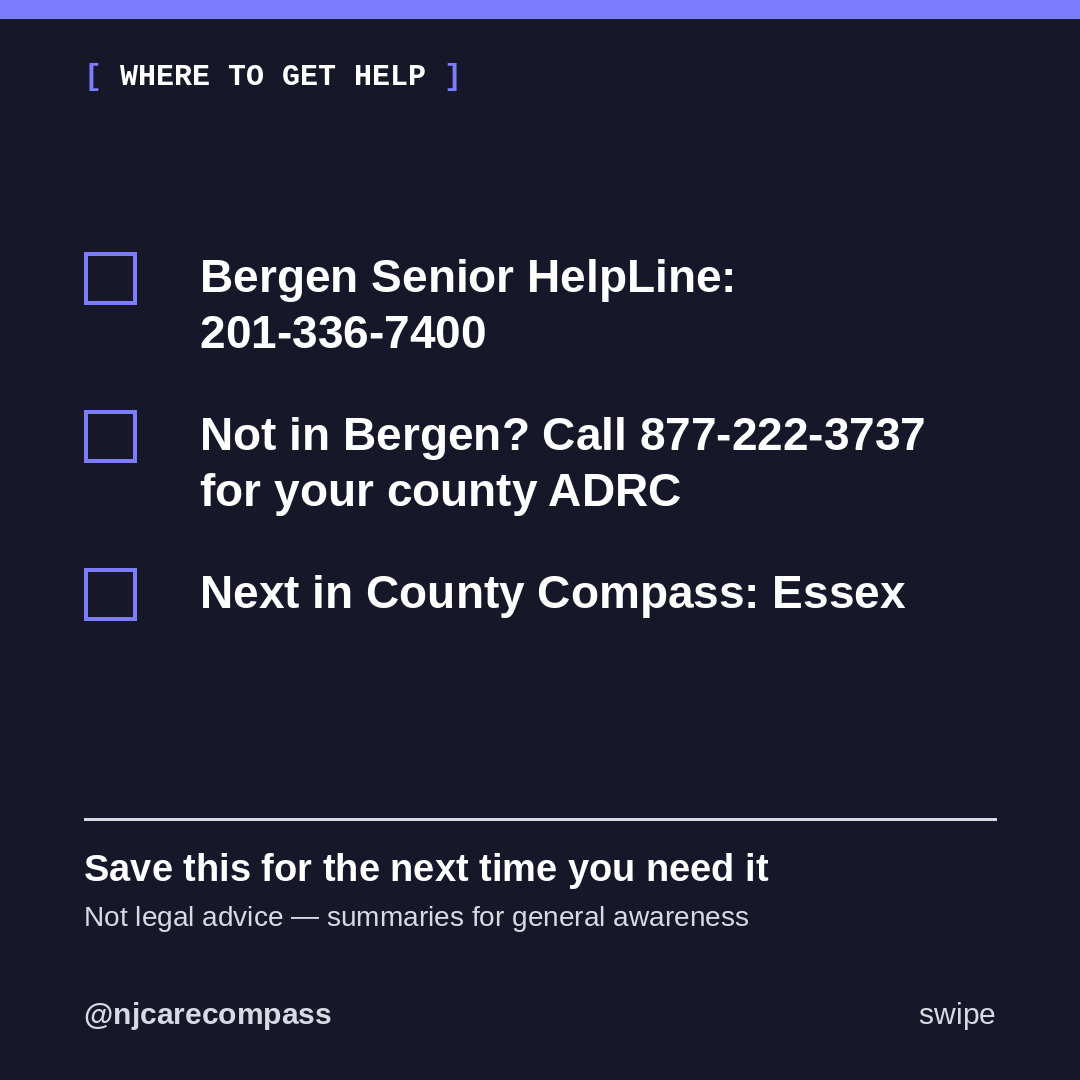 [ WHERE TO GET HELP ]
Bergen Senior HelpLine:
201-336-7400
Not in Bergen? Call 877-222-3737
for your county ADRC
Next in County Compass: Essex
Save this for the next time you need it
Not legal advice — summaries for general awareness
@njcarecompass
swipe